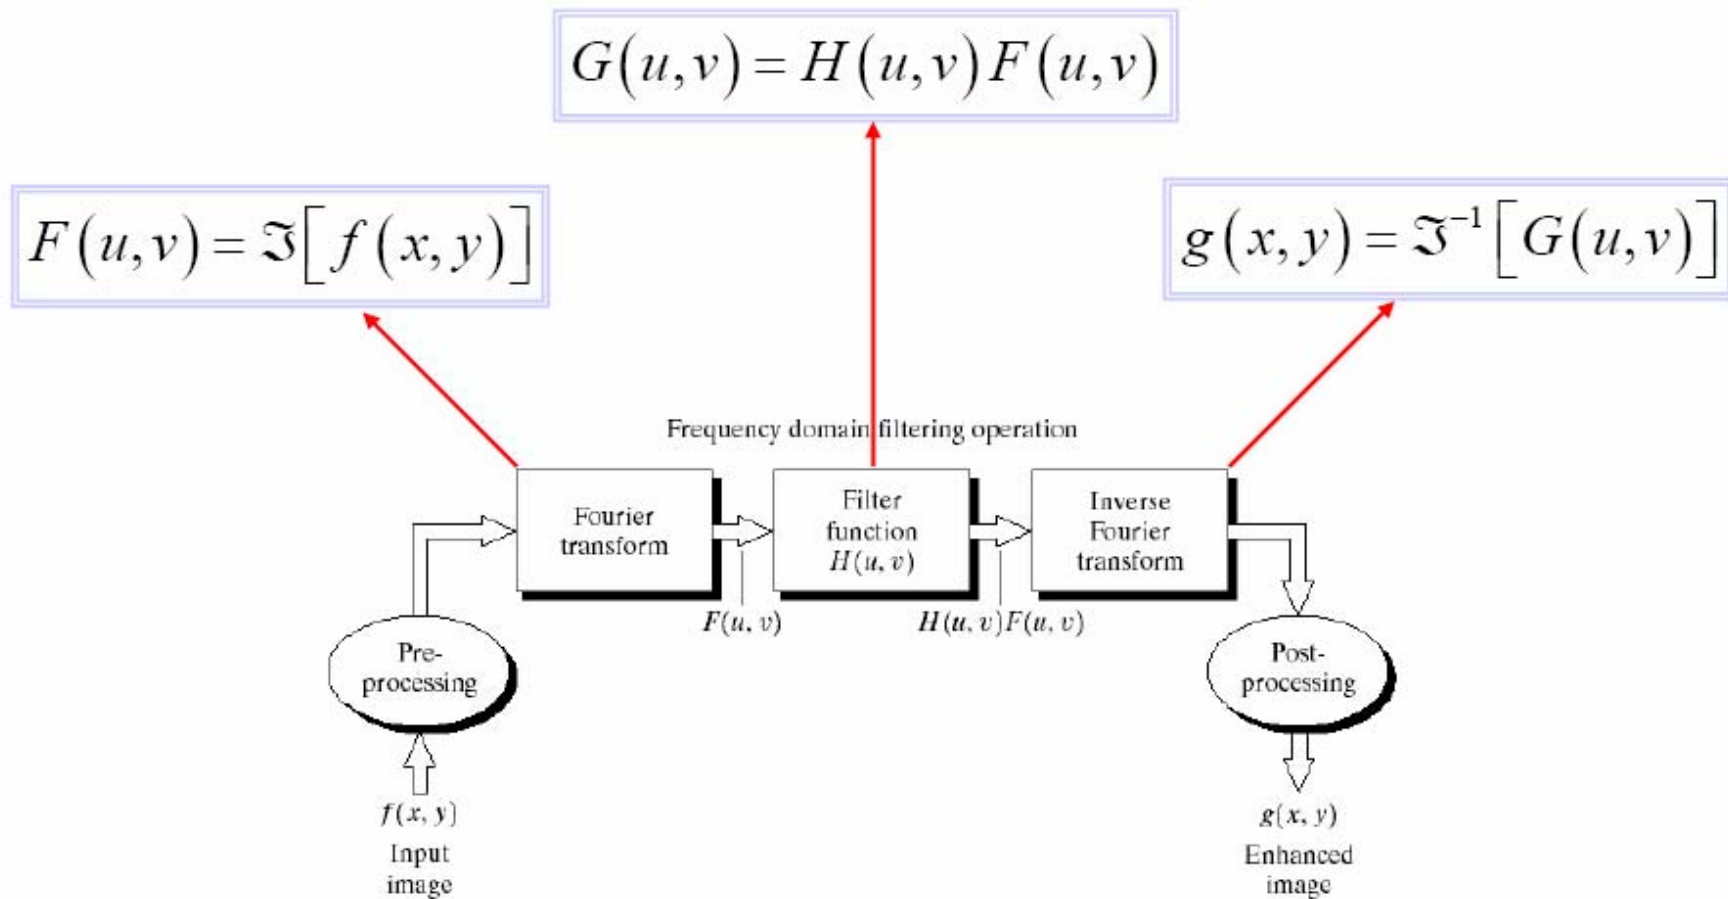 G(u,v) = H(u,v)F(u,v)
F(u,v) = ℑ[f(x,y)]
g(x,y) = ℑ⁻¹[G(u,v)]
Frequency domain filtering operation
Fourier
transform
Filter
function
H(u, v)
Inverse
Fourier
transform
F(u, v)
H(u, v)F(u, v)
Pre-
processing
Post-
processing
f(x, y)
Input
image
g(x, y)
Enhanced
image